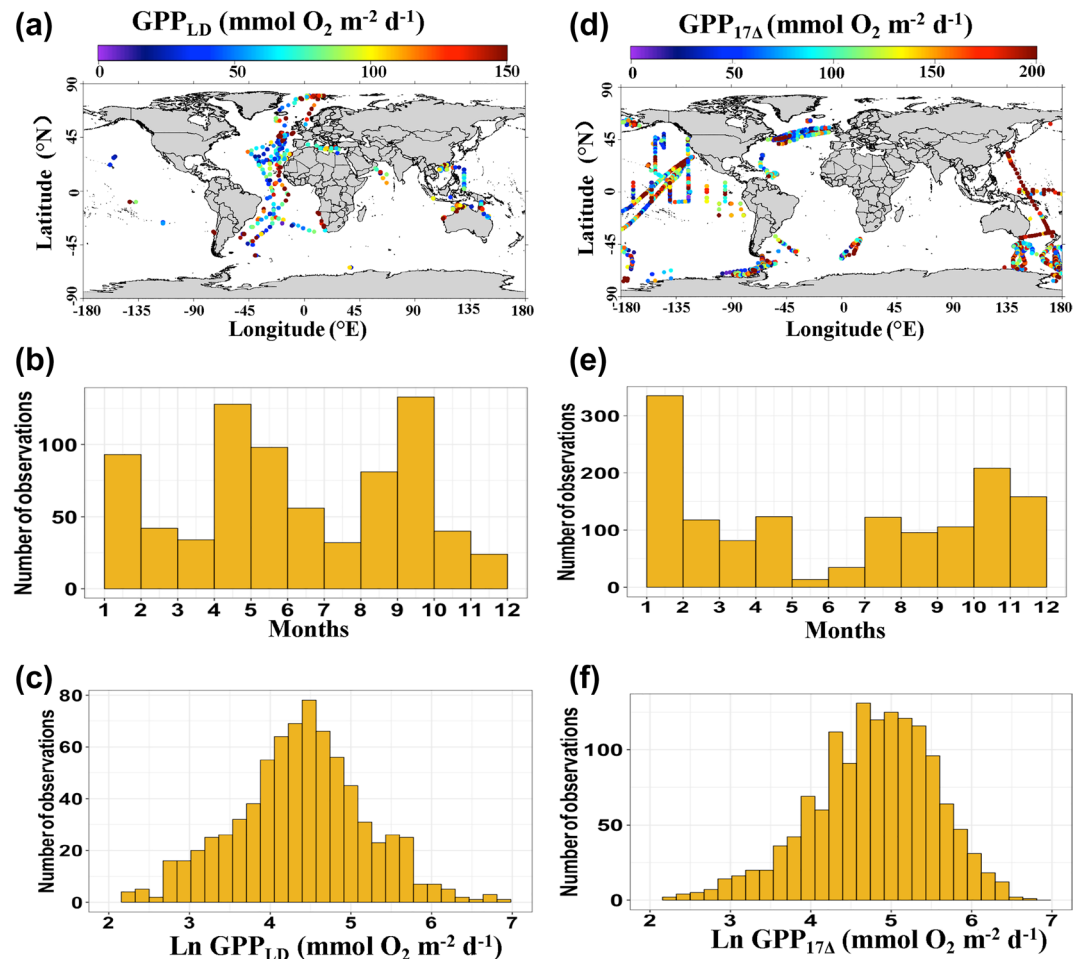 (a)
GPP_LD (mmol O₂ m⁻² d⁻¹)
0 50 100 150
90
45
0
-45
-90
Latitude (°N)
-180 -135 -90 -45 0 45 90 135 180
Longitude (°E)
(d)
GPP₁₇Δ (mmol O₂ m⁻² d⁻¹)
0 50 100 150 200
90
45
0
-45
-90
Latitude (°N)
-180 -135 -90 -45 0 45 90 135 180
Longitude (°E)
(b)
Number of observations
100
50
0
1 2 3 4 5 6 7 8 9 10 11 12
Months
(e)
Number of observations
300
200
100
0
1 2 3 4 5 6 7 8 9 10 11 12
Months
(c)
Number of observations
80
60
40
20
0
2 3 4 5 6 7
Ln GPP_LD (mmol O₂ m⁻² d⁻¹)
(f)
Number of observations
100
50
0
2 3 4 5 6 7
Ln GPP₁₇Δ (mmol O₂ m⁻² d⁻¹)